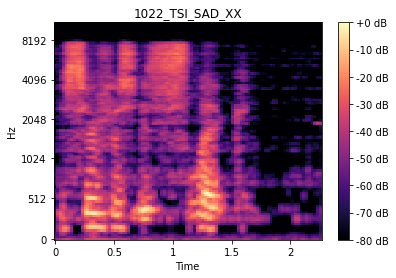 1022_TSI_SAD_XX
+0 dB
8192
-10 dB
4096
-20 dB
-30 dB
2048
Hz
-40 dB
1024
-50 dB
512
-60 dB
-70 dB
0
-80 dB
0
0.5
1
1.5
2
Time